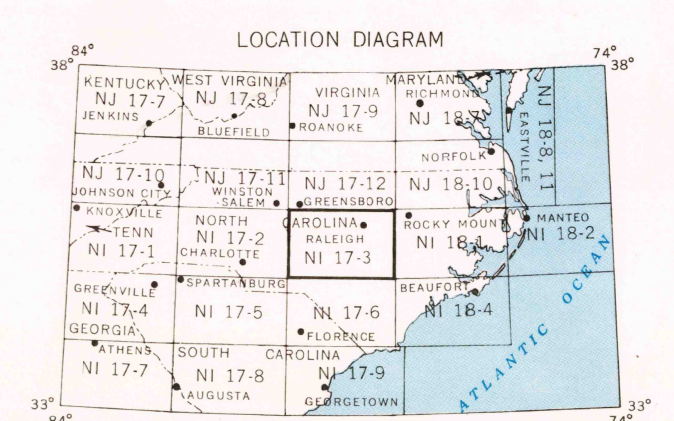 LOCATION DIAGRAM
84° 74°
38° 38°
KENTUCKY WEST VIRGINIA VIRGINIA MARYLAND
NJ 17-7 NJ 17-8 NJ 17-9 RICHMOND
NJ 18-7
JENKINS BLUEFIELD ROANOKE
NJ 18-8, 11
EASTVILLE
NORFOLK
NJ 17-10 NJ 17-11 NJ 17-12 NJ 18-10
JOHNSON CITY WINSTON
-SALEM GREENSBORO
KNOXVILLE NORTH CAROLINA ROCKY MOUNT MANTEO
TENN NI 17-2 RALEIGH NI 18-1 NI 18-2
NI 17-1 CHARLOTTE NI 17-3
GREENVILLE SPARTANBURG BEAUFORT
NI 17-4 NI 17-5 NI 17-6 NI 18-4
FLORENCE
GEORGIA
ATHENS SOUTH CAROLINA
NI 17-7 NI 17-8 NI 17-9
AUGUSTA GEORGETOWN
ATLANTIC OCEAN
33° 33°
84° 74°